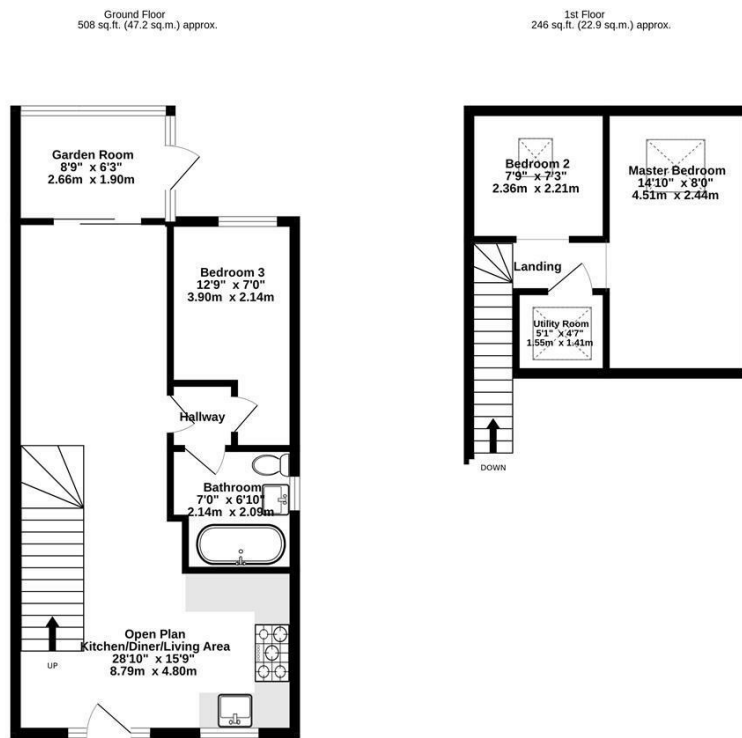 Ground Floor
508 sq.ft. (47.2 sq.m.) approx.
1st Floor
246 sq.ft. (22.9 sq.m.) approx.
Garden Room
8'9" x 6'3"
2.66m x 1.90m
Bedroom 3
12'9" x 7'0"
3.90m x 2.14m
Hallway
Bathroom
7'0" x 6'10"
2.14m x 2.09m
Open Plan
Kitchen/Diner/Living Area
28'10" x 15'9"
8.79m x 4.80m
UP
Bedroom 2
7'9" x 7'3"
2.36m x 2.21m
Master Bedroom
14'10" x 8'0"
4.51m x 2.44m
Landing
Utility Room
5'1" x 4'7"
1.55m x 1.41m
DOWN